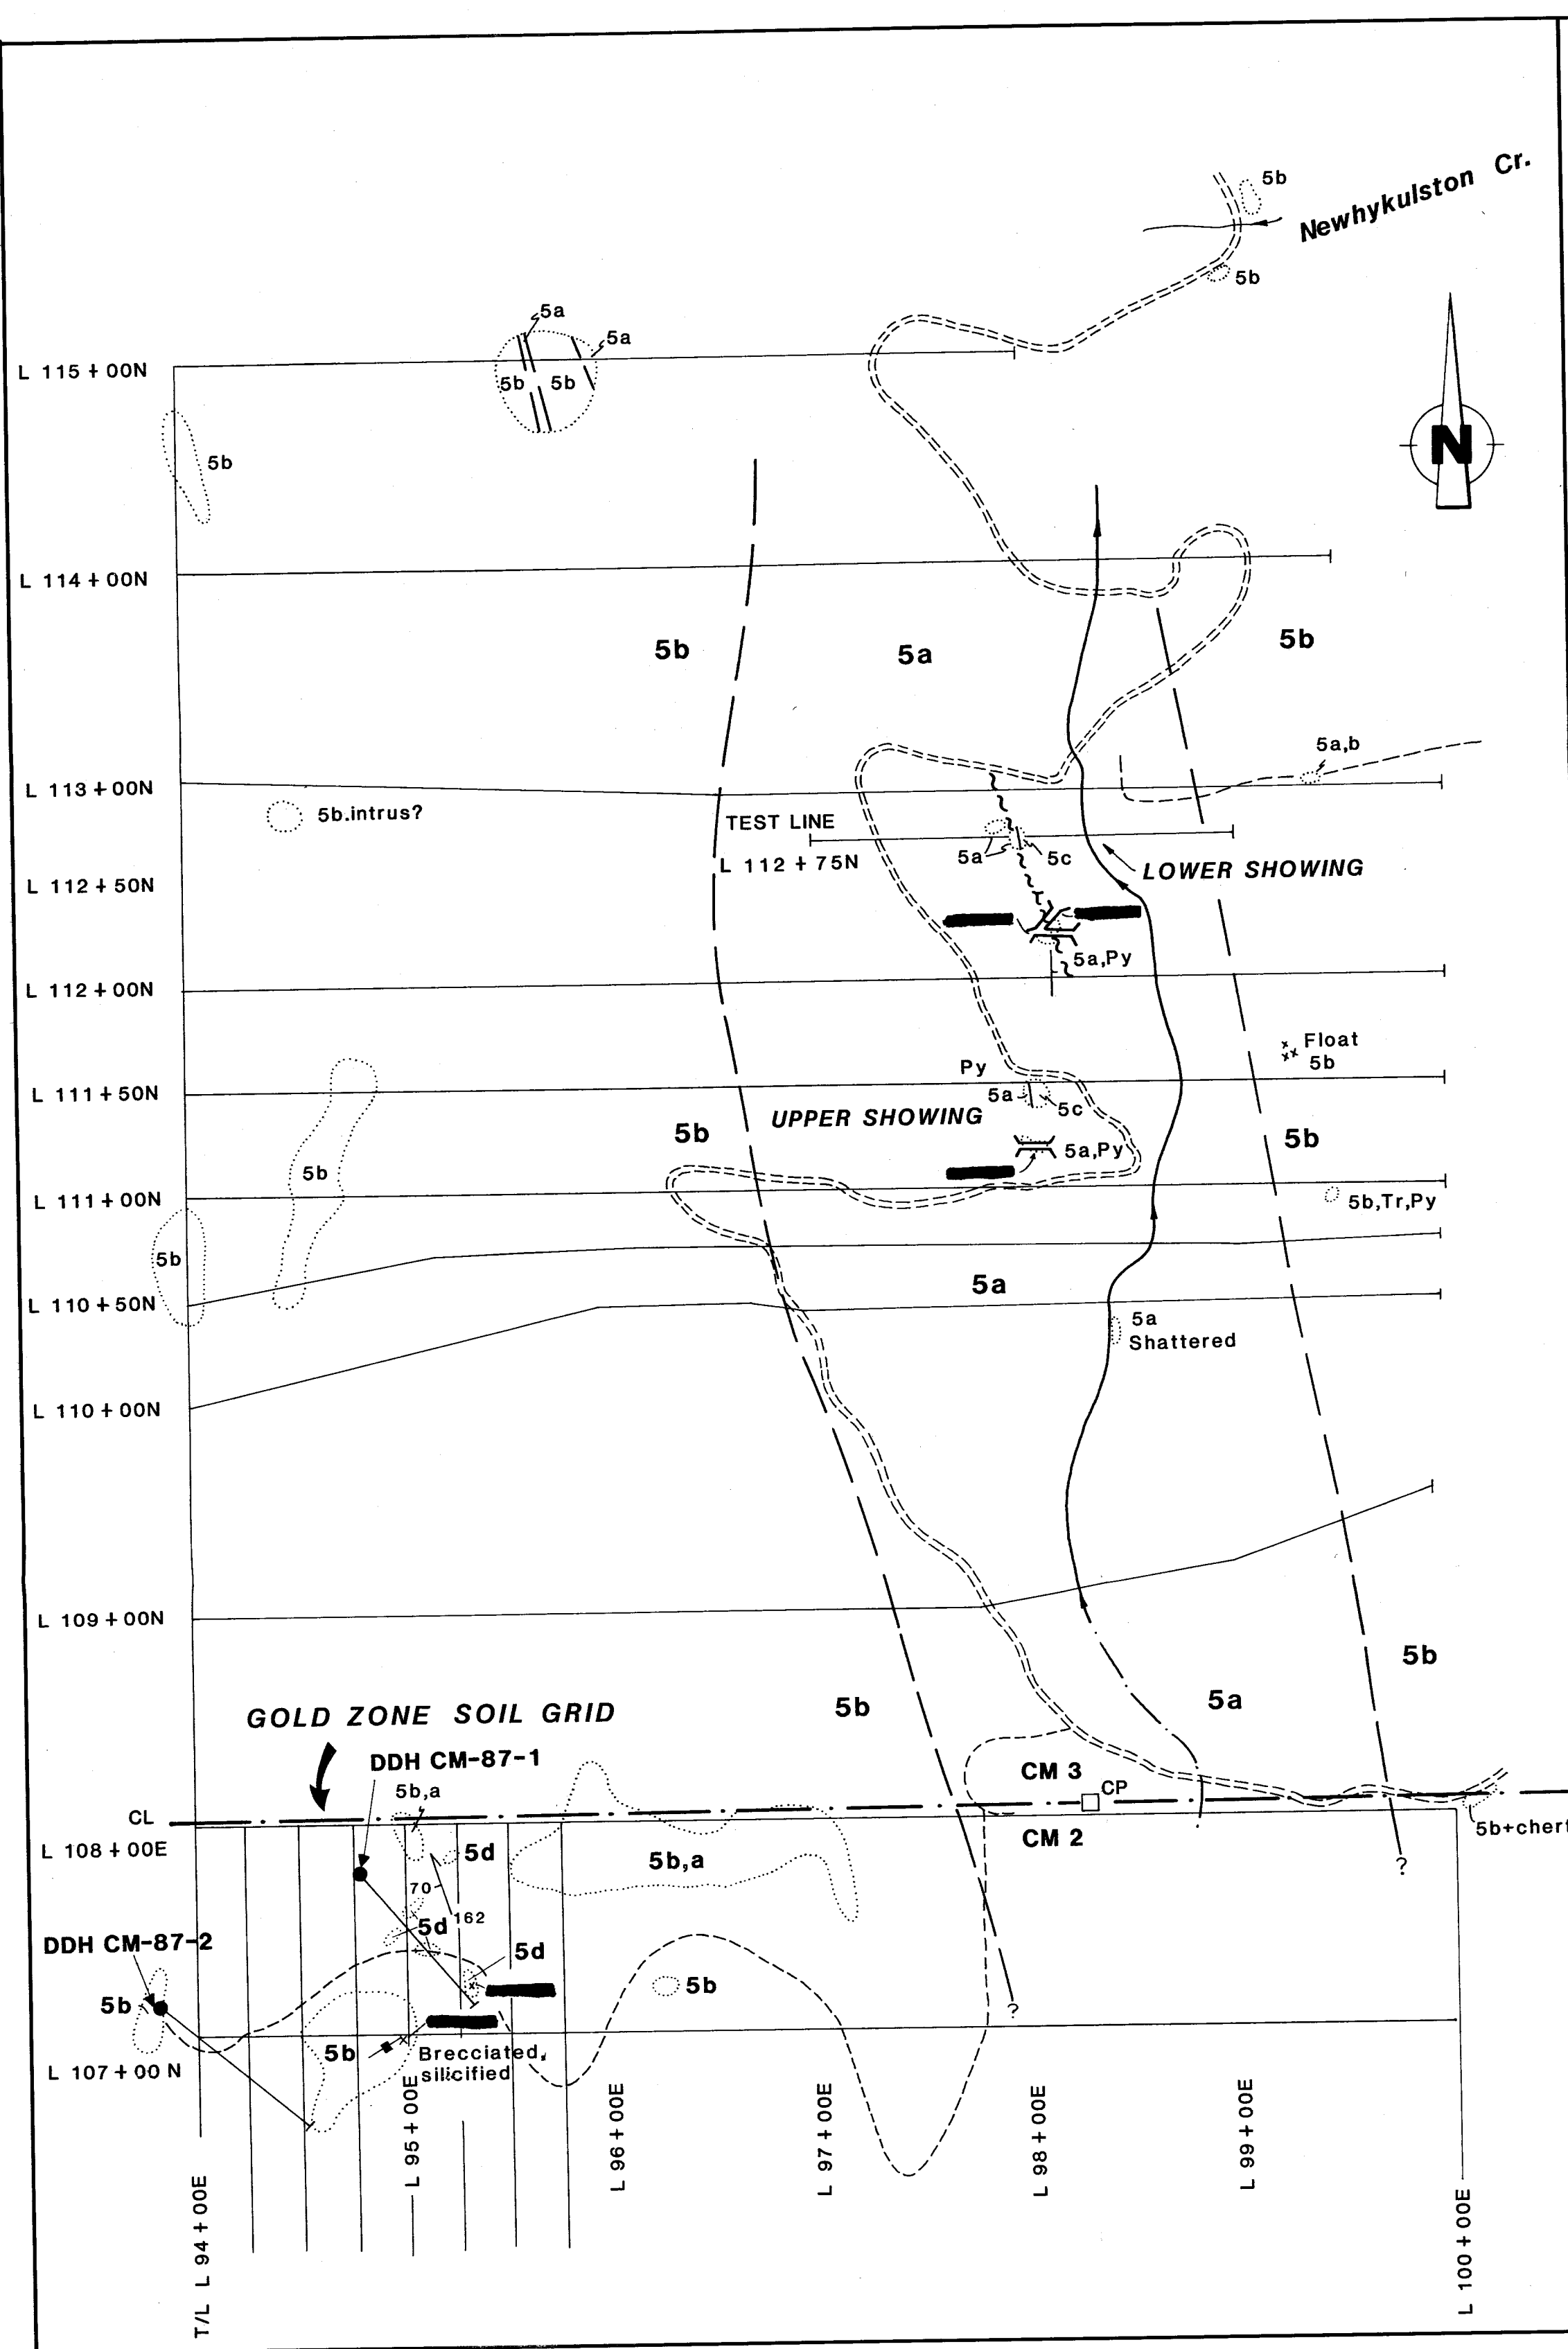 5b
Newhykulston Cr.
5b
5a
5a
L 115 + 00N
5b
5b
N
5b
L 114 + 00N
5b
5a
5b
5a,b
L 113 + 00N
5b.intrus?
TEST LINE
5a
5c
L 112 + 75N
LOWER SHOWING
L 112 + 50N
5a,Py
L 112 + 00N
Float
5b
Py
L 111 + 50N
5a
5c
UPPER SHOWING
5b
5b
5a,Py
5b
L 111 + 00N
5b,Tr,Py
5b
5a
L 110 + 50N
5a
Shattered
L 110 + 00N
L 109 + 00N
5b
5b
5a
GOLD ZONE SOIL GRID
DDH CM-87-1
CM 3
CP
5b,a
CL
CM 2
5b+chert
L 108 + 00E
5d
5b,a
?
70
162
5d
DDH CM-87-2
5d
5b
5b
?
5b
Brecciated,
silicified
L 107 + 00 N
T/L L 94 + 00E
L 95 + 00E
L 96 + 00E
L 97 + 00E
L 98 + 00E
L 99 + 00E
L 100 + 00E